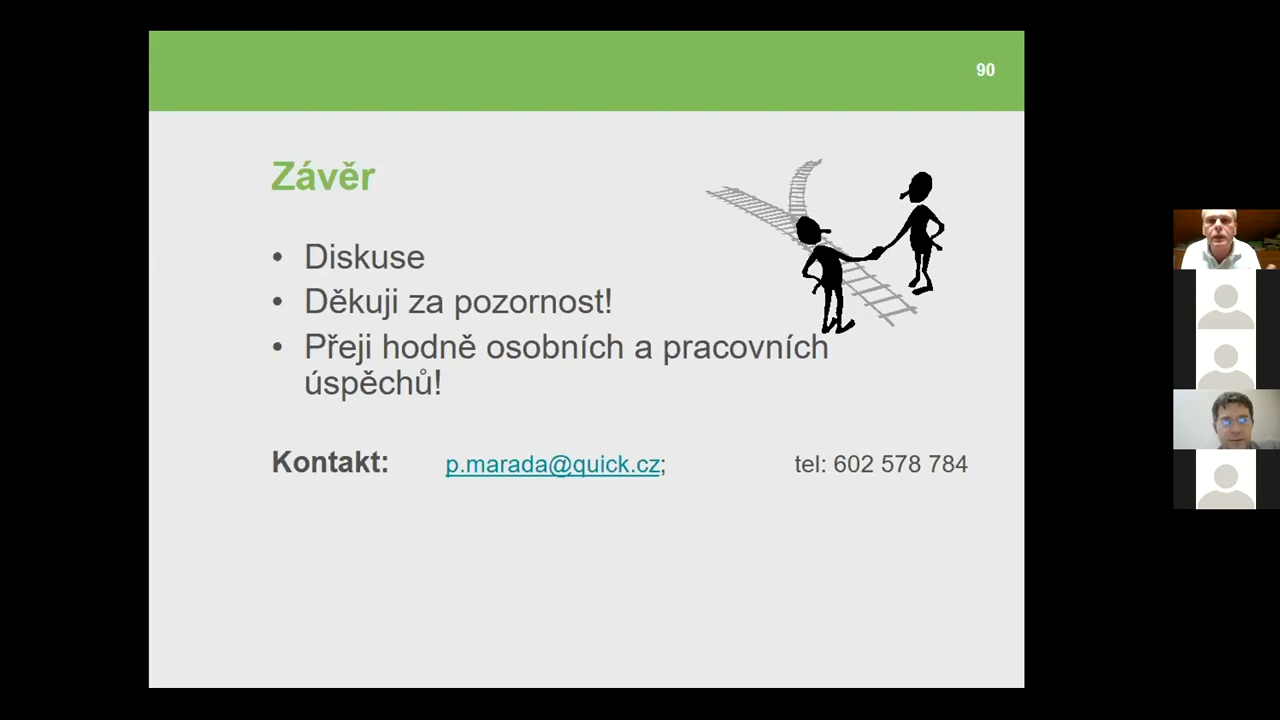 90
Závěr
• Diskuse
• Děkuji za pozornost!
• Přeji hodně osobních a pracovních
úspěchů!
Kontakt: p.marada@quick.cz; tel: 602 578 784